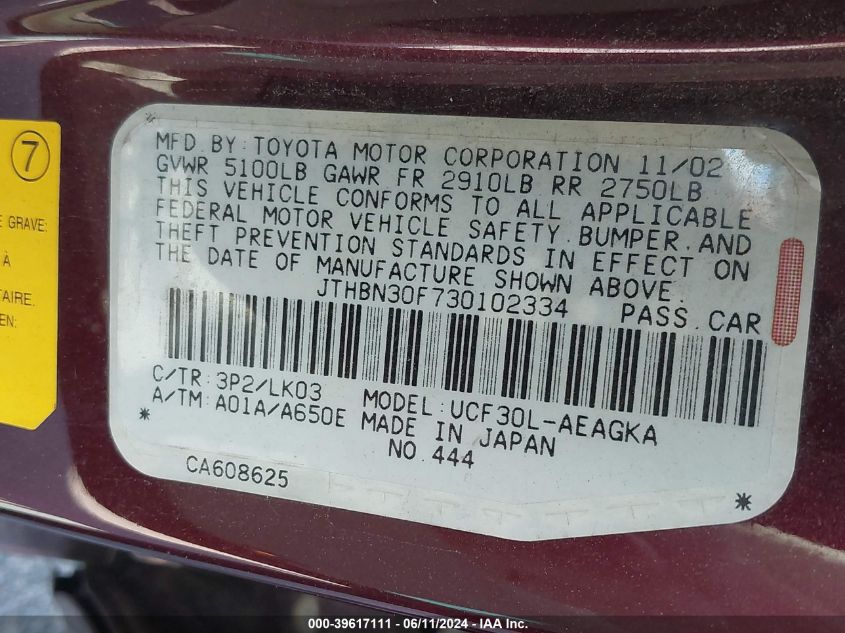 7
E GRAVE:
À
TAIRE.
EN:
MFD.BY:TOYOTA MOTOR CORPORATION 11/02
GVWR 5100LB GAWR FR 2910LB RR 2750LB
THIS VEHICLE CONFORMS TO ALL APPLICABLE
FEDERAL MOTOR VEHICLE SAFETY.BUMPER.AND
THEFT PREVENTION STANDARDS IN EFFECT ON
THE DATE OF MANUFACTURE SHOWN ABOVE.
JTHBN30F730102334 PASS.CAR
C/TR:3P2/LK03 MODEL:UCF30L-AEAGKA
A/TM:A01A/A650E MADE IN JAPAN
* NO.444
CA608625 *
000-39617111 - 06/11/2024 - IAA Inc.